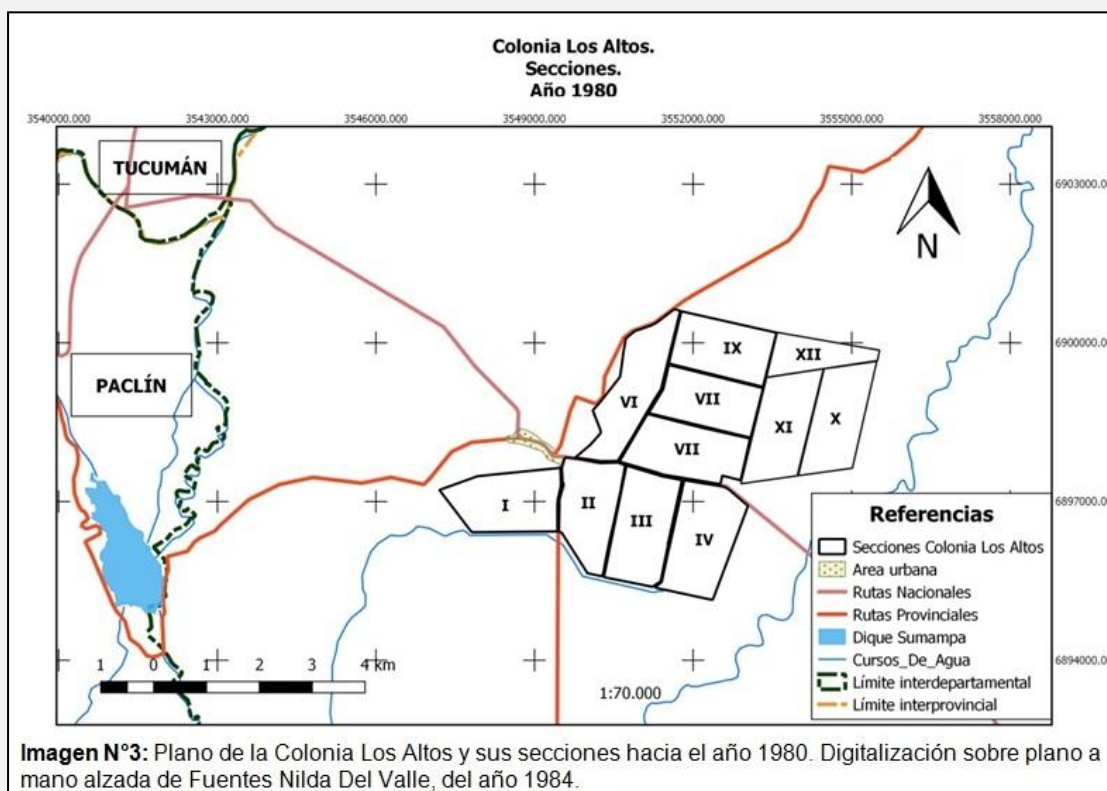 Colonia Los Altos.
Secciones.
Año 1980
3540000.000 3543000.000 3546000.000 3549000.000 3552000.000 3555000.000 3558000.000
TUCUMÁN
6903000.00
N
6900000.00
PACLÍN
IX
XII
VI
VII
XI
X
VII
I
II
III
IV
6897000.00
Referencias
Secciones Colonia Los Altos
Area urbana
Rutas Nacionales
Rutas Provinciales
Dique Sumampa
Cursos_De_Agua
Límite interdepartamental
Límite interprovincial
6894000.00
1 0 1 2 3 4 km
1:70.000
Imagen N°3: Plano de la Colonia Los Altos y sus secciones hacia el año 1980. Digitalización sobre plano a
mano alzada de Fuentes Nilda Del Valle, del año 1984.